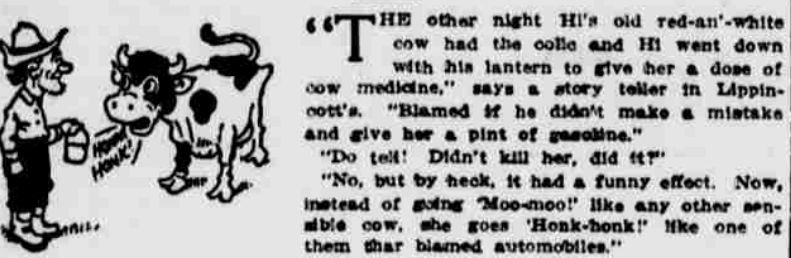 HONK!
HONK!
"THE other night Hi's old red-an'-white
cow had the colic and Hi went down
with his lantern to give her a dose of
cow medicine," says a story teller in Lippin-
cott's. "Blamed if he didn't make a mistake
and give her a pint of gasoline."
"Do tell! Didn't kill her, did it?"
"No, but by heck, it had a funny effect. Now,
instead of going 'Moo-moo!' like any other sen-
sible cow, she goes 'Honk-honk!' like one of
them thar blamed automobiles."